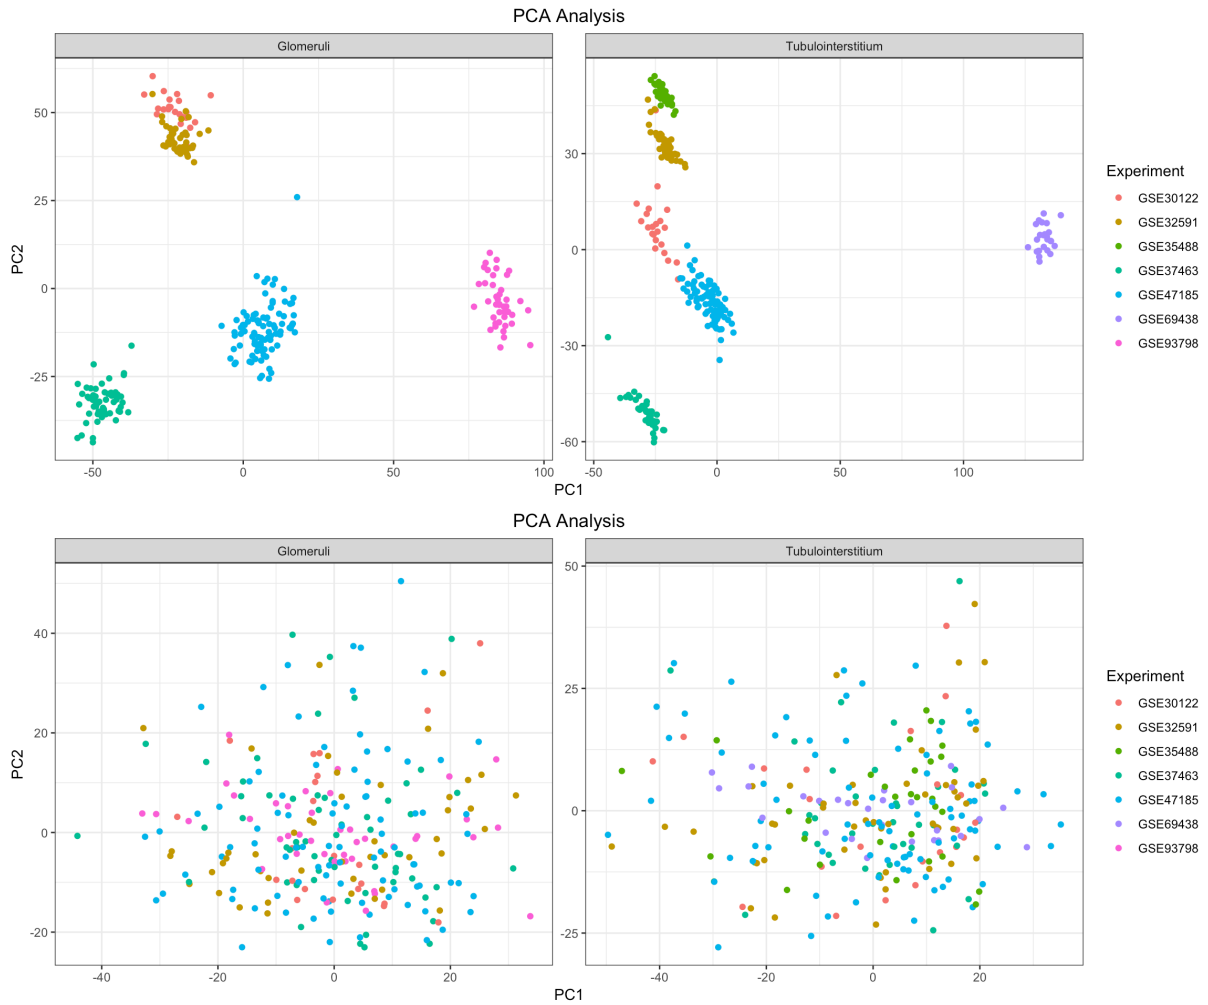 PCA Analysis
Glomeruli
Tubulointerstitium
PC2
50
25
0
-25
30
0
-30
-60
-50
0
50
100
-50
0
50
100
PC1
Experiment
GSE30122
GSE32591
GSE35488
GSE37463
GSE47185
GSE69438
GSE93798
PCA Analysis
Glomeruli
Tubulointerstitium
PC2
40
20
0
-20
50
25
0
-25
-40
-20
0
20
-40
-20
0
20
PC1
Experiment
GSE30122
GSE32591
GSE35488
GSE37463
GSE47185
GSE69438
GSE93798